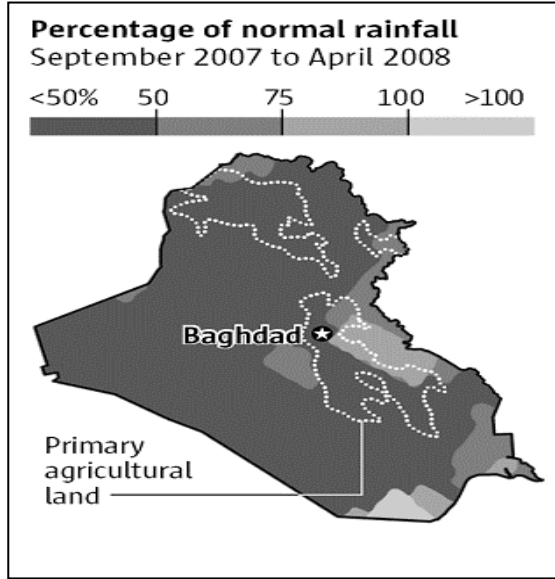 Percentage of normal rainfall
September 2007 to April 2008
<50% 50 75 100 >100
Baghdad
Primary
agricultural
land